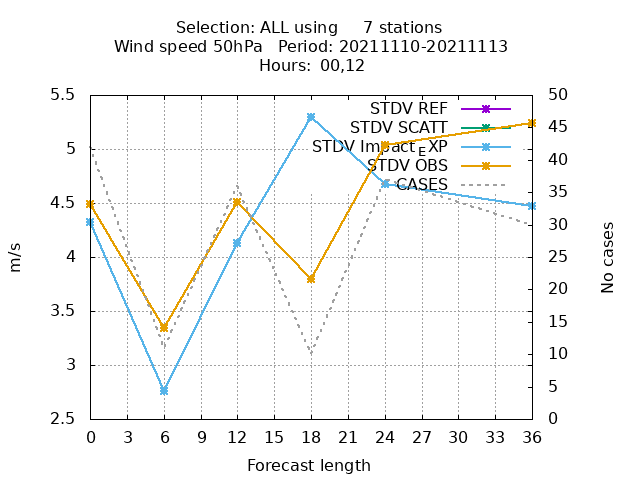 Selection: ALL using     7 stations
Wind speed 50hPa   Period: 20211110-20211113
Hours:  00,12
5.5
5
4.5
4
3.5
3
2.5
m/s
STDV REF
STDV SCATT
STDV Impact_EXP
STDV OBS
CASES
50
45
40
35
30
25
20
15
10
5
0
No cases
0 3 6 9 12 15 18 21 24 27 30 33 36
Forecast length